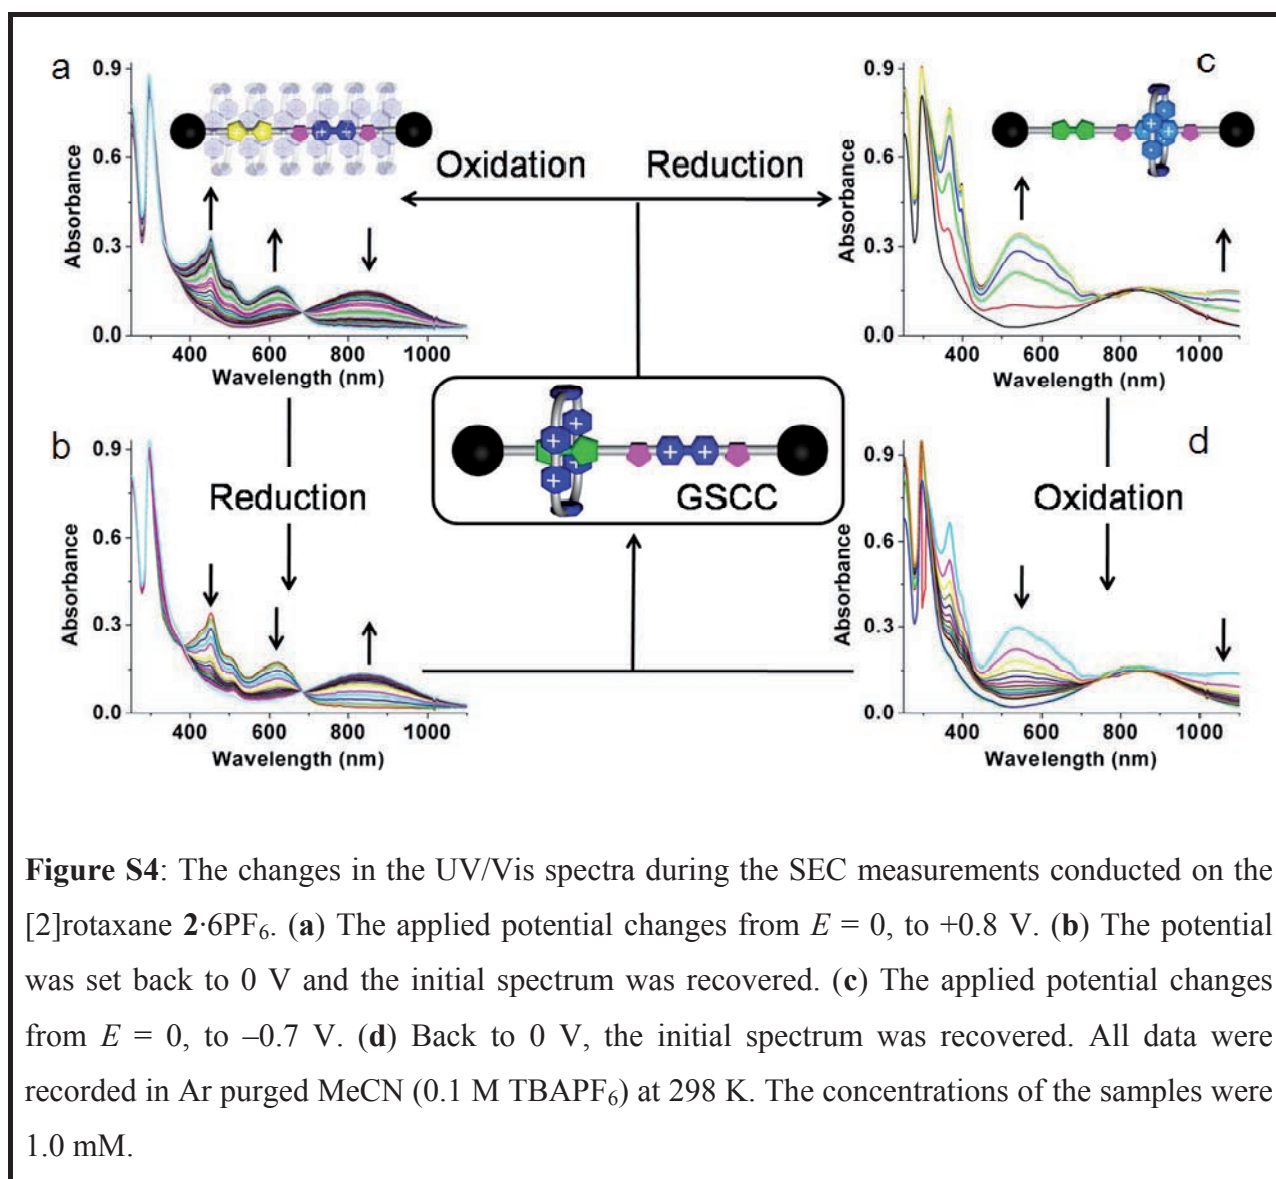 a
c
0.9
0.6
0.3
0.0
Absorbance
400 600 800 1000
Wavelength (nm)
Oxidation
Reduction
0.9
0.6
0.3
0.0
Absorbance
400 600 800 1000
Wavelength (nm)
b
d
0.9
0.6
0.3
0.0
Absorbance
400 600 800 1000
Wavelength (nm)
Reduction
+ + + + + +
GSCC
Oxidation
0.9
0.6
0.3
0.0
Absorbance
400 600 800 1000
Wavelength (nm)
Figure S4: The changes in the UV/Vis spectra during the SEC measurements conducted on the
[2]rotaxane 2·6PF₆. (a) The applied potential changes from E = 0, to +0.8 V. (b) The potential
was set back to 0 V and the initial spectrum was recovered. (c) The applied potential changes
from E = 0, to –0.7 V. (d) Back to 0 V, the initial spectrum was recovered. All data were
recorded in Ar purged MeCN (0.1 M TBAPF₆) at 298 K. The concentrations of the samples were
1.0 mM.